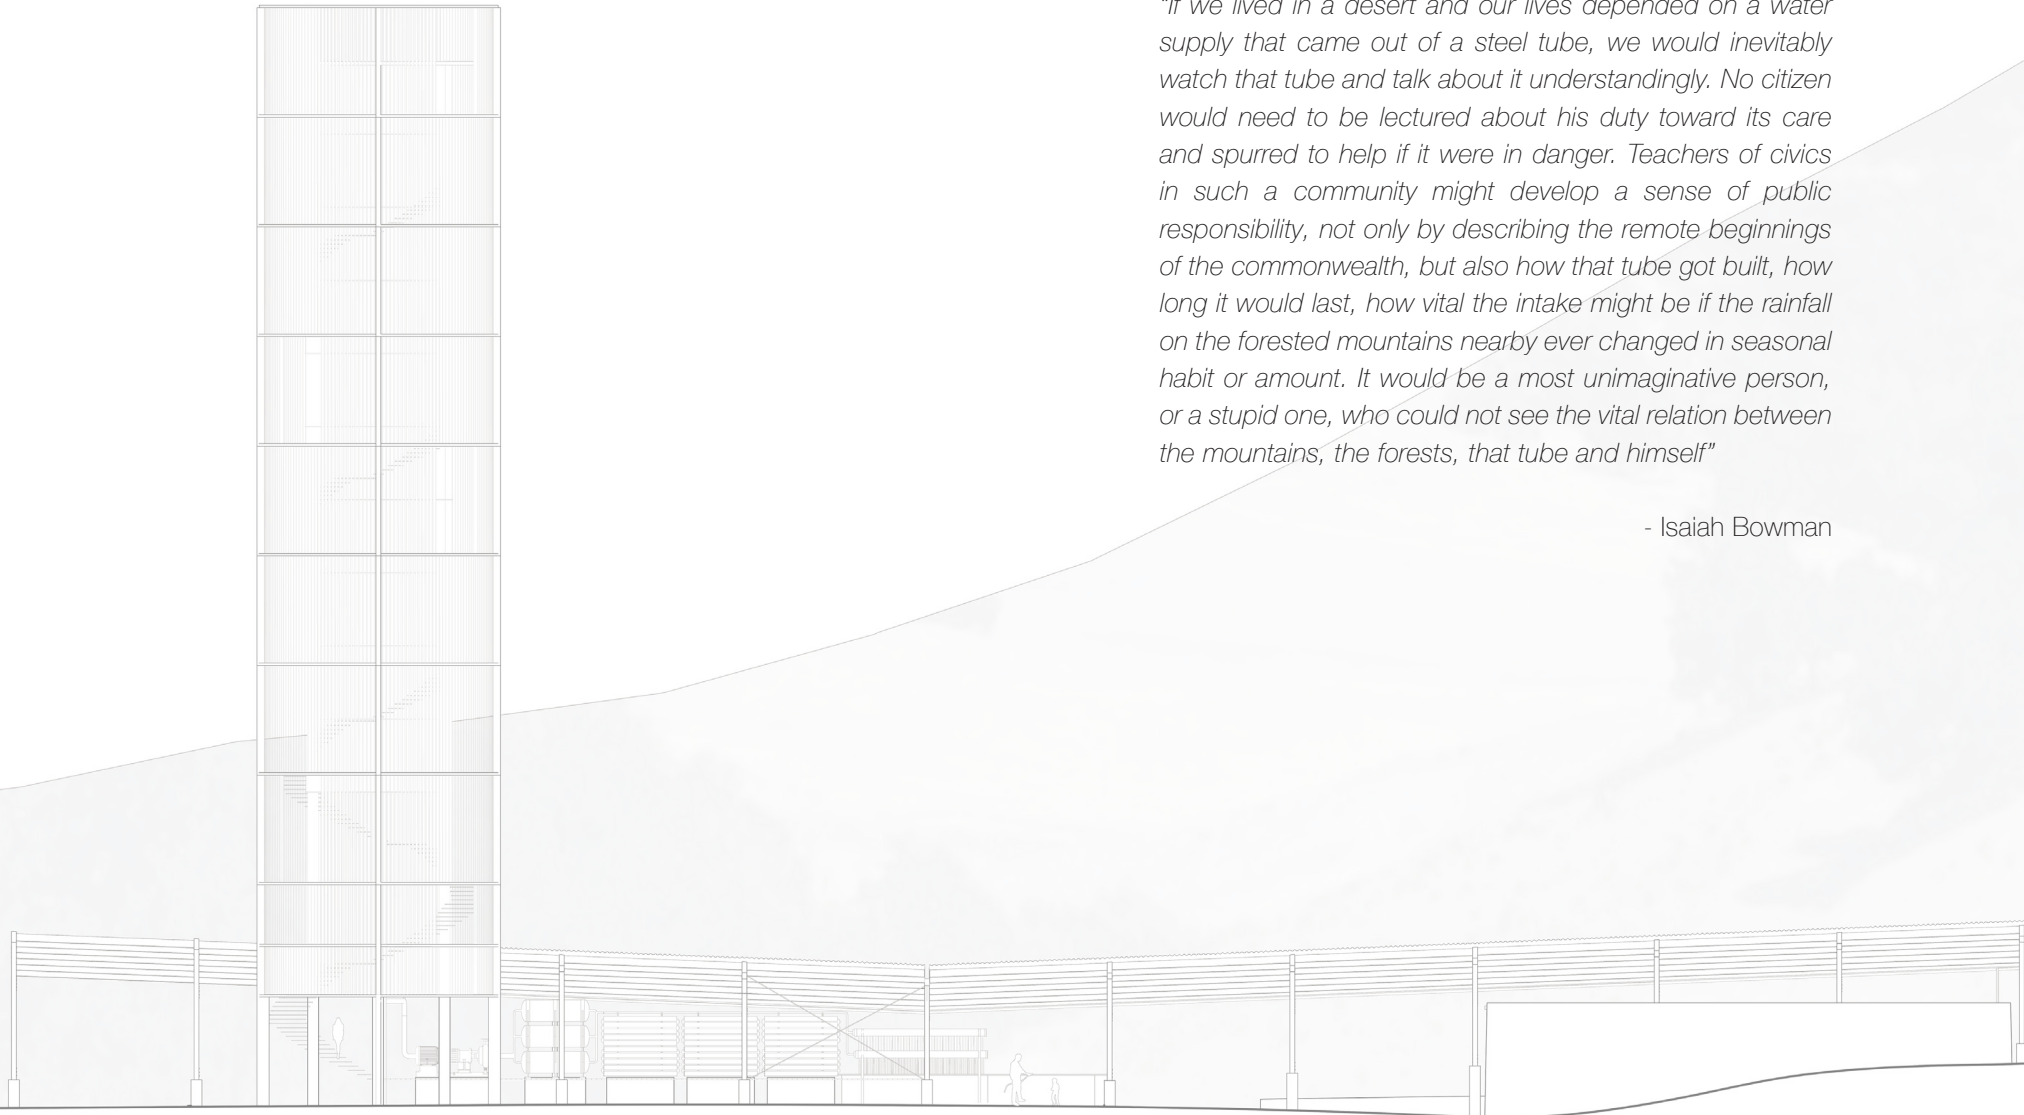 "If we lived in a desert and our lives depended on a water
supply that came out of a steel tube, we would inevitably
watch that tube and talk about it understandingly. No citizen
would need to be lectured about his duty toward its care
and spurred to help if it were in danger. Teachers of civics
in such a community might develop a sense of public
responsibility, not only by describing the remote beginnings
of the commonwealth, but also how that tube got built, how
long it would last, how vital the intake might be if the rainfall
on the forested mountains nearby ever changed in seasonal
habit or amount. It would be a most unimaginative person,
or a stupid one, who could not see the vital relation between
the mountains, the forests, that tube and himself”
- Isaiah Bowman